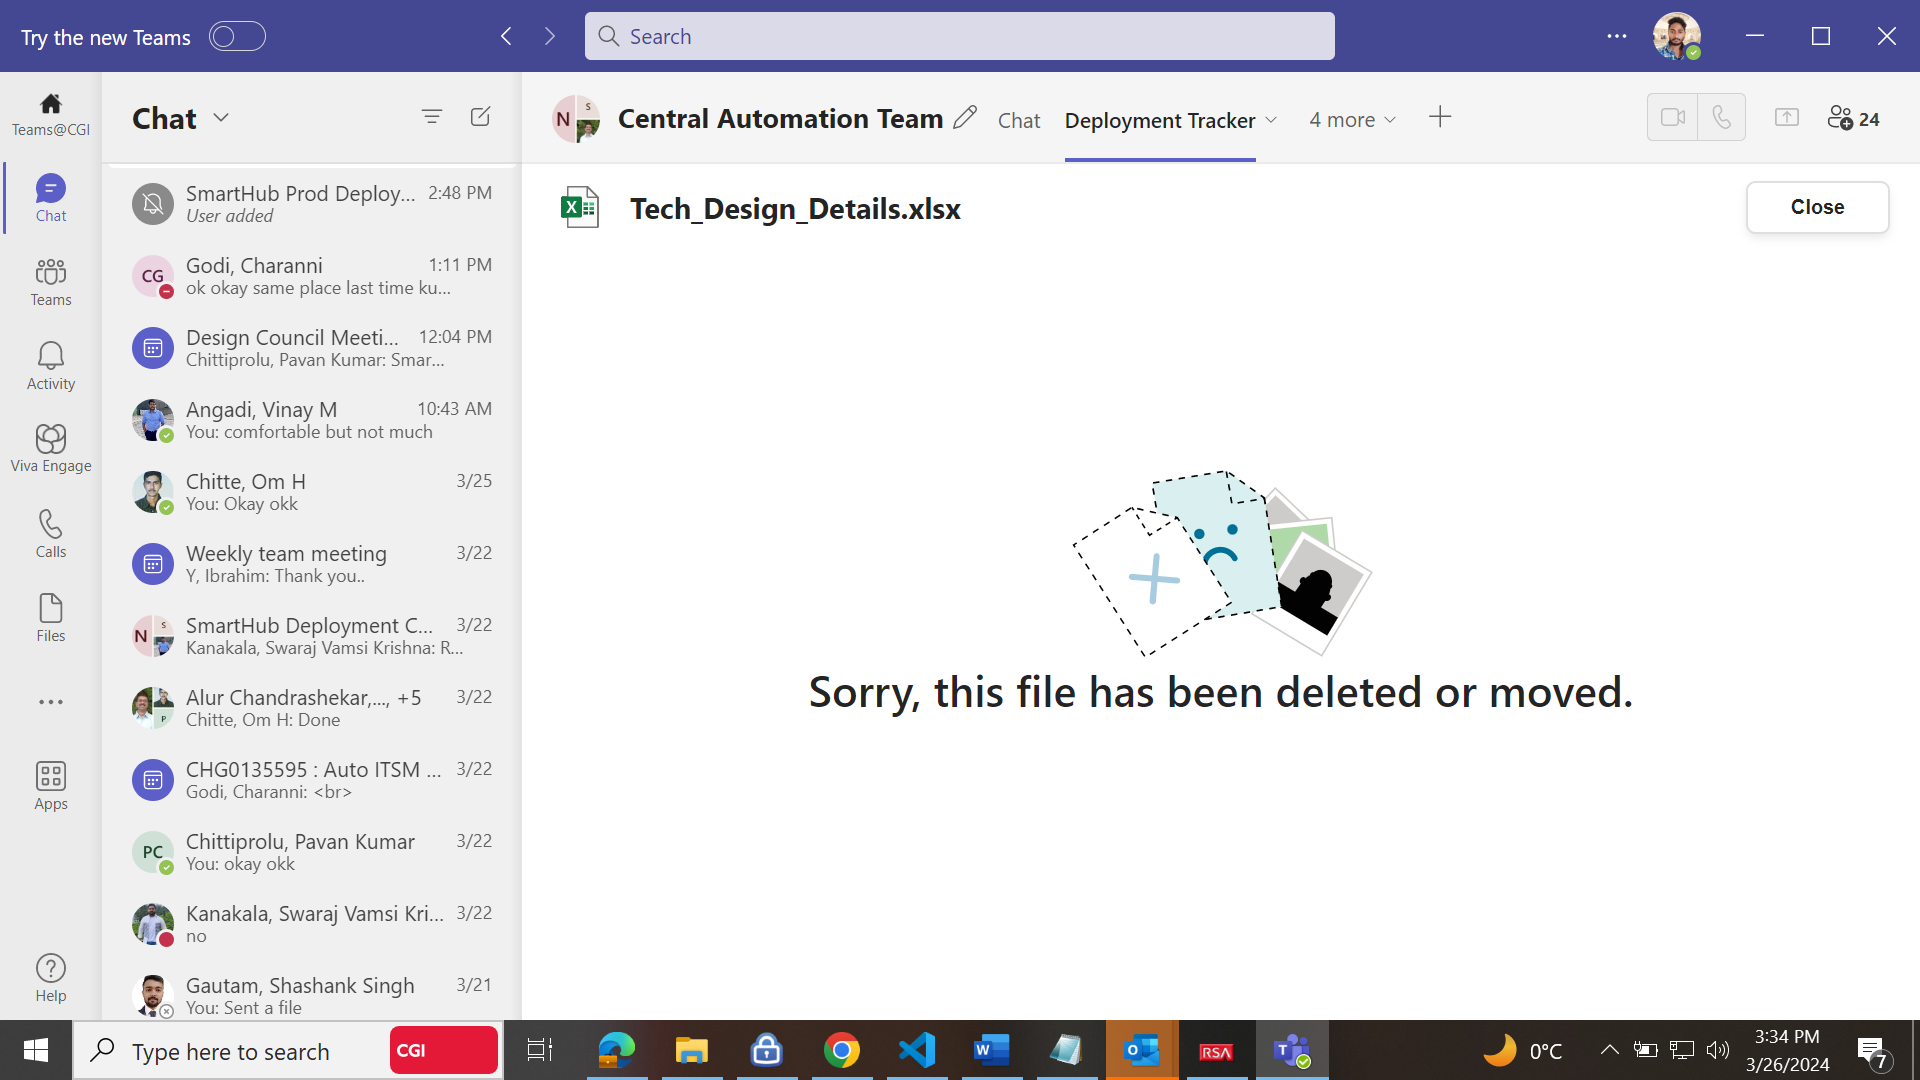 Try the new Teams
Search
Teams@CGI
Chat
Teams
Activity
Viva Engage
Calls
Files
Apps
Help
Chat
SmartHub Prod Deploy... 2:48 PM
User added
CG
Godi, Charanni 1:11 PM
ok okay same place last time ku...
Design Council Meeti... 12:04 PM
Chittiprolu, Pavan Kumar: Smar...
Angadi, Vinay M 10:43 AM
You: comfortable but not much
Chitte, Om H 3/25
You: Okay okk
Weekly team meeting 3/22
Y, Ibrahim: Thank you..
N S
SmartHub Deployment C... 3/22
Kanakala, Swaraj Vamsi Krishna: R...
P
Alur Chandrashekar,..., +5 3/22
Chitte, Om H: Done
CHG0135595 : Auto ITSM ... 3/22
Godi, Charanni: <br>
PC
Chittiprolu, Pavan Kumar 3/22
You: okay okk
Kanakala, Swaraj Vamsi Kri... 3/22
no
Gautam, Shashank Singh 3/21
You: Sent a file
N S
Central Automation Team Chat Deployment Tracker 4 more 24
Tech_Design_Details.xlsx
Close
Sorry, this file has been deleted or moved.
Type here to search
CGI
RSA
0°C
3:34 PM
3/26/2024
7